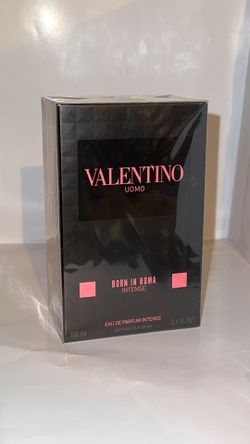 VALENTINO
UOMO
BORN IN ROMA
INTENSE
EAU DE PARFUM INTENSE
100 ml 3.4 FL. OZ